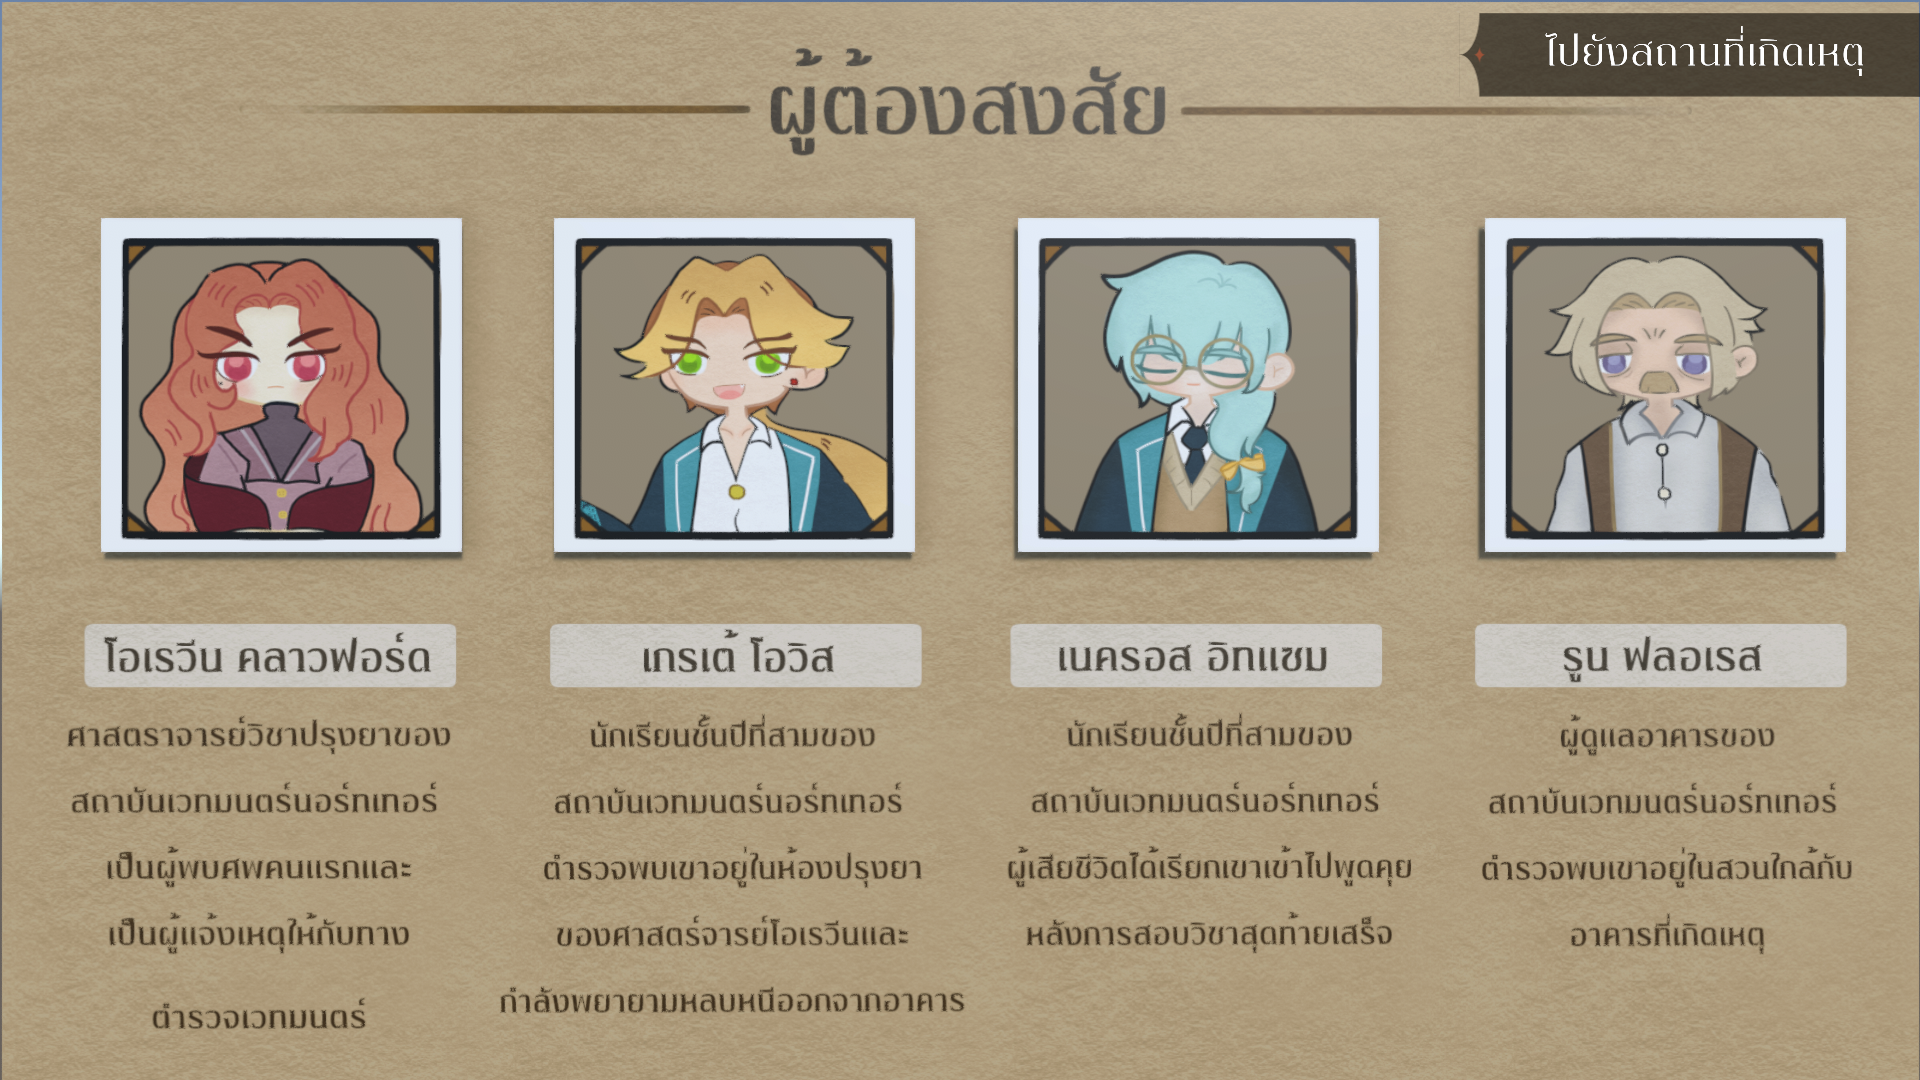 ไปยังสถานที่เกิดเหตุ
ผู้ต้องสงสัย
โอเรวีน คลาวฟอร์ด
ศาสตราจารย์วิชาปรุงยาของ
สถาบันเวทมนตร์นอร์ทเทอร์
เป็นผู้พบศพคนแรกและ
เป็นผู้แจ้งเหตุให้กับทาง
ตำรวจเวทมนตร์
เกรเต้ โอวิส
นักเรียนชั้นปีที่สามของ
สถาบันเวทมนตร์นอร์ทเทอร์
ตำรวจพบเขาอยู่ในห้องปรุงยา
ของศาสตร์จารย์โอเรวีนและ
กำลังพยายามหลบหนีออกจากอาคาร
เนครอส อิทแชม
นักเรียนชั้นปีที่สามของ
สถาบันเวทมนตร์นอร์ทเทอร์
ผู้เสียชีวิตได้เรียกเขาเข้าไปพูดคุย
หลังการสอบวิชาสุดท้ายเสร็จ
รูน ฟลอเรส
ผู้ดูแลอาคารของ
สถาบันเวทมนตร์นอร์ทเทอร์
ตำรวจพบเขาอยู่ในสวนใกล้กับ
อาคารที่เกิดเหตุ